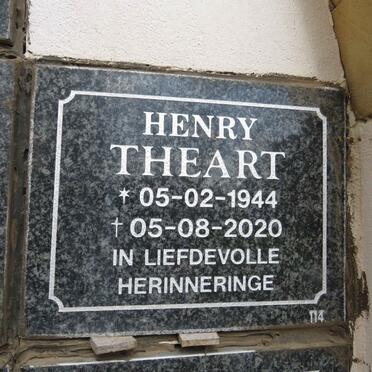 HENRY
THEART
* 05-02-1944
† 05-08-2020
IN LIEFDEVOLLE
HERINNERINGE
114